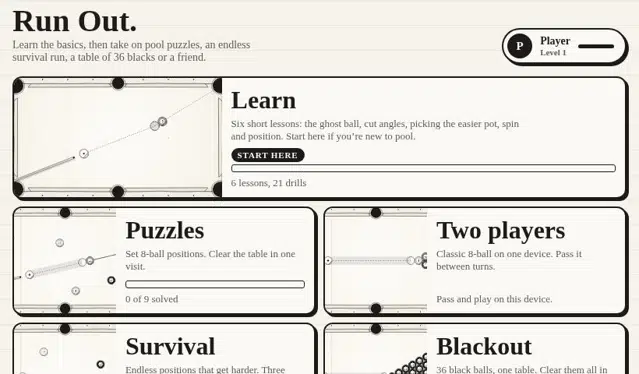 Run Out.
Learn the basics, then take on pool puzzles, an endless
survival run, a table of 36 blacks or a friend.
P
Player
Level 1
Learn
Six short lessons: the ghost ball, cut angles, picking the easier pot, spin
and position. Start here if you're new to pool.
START HERE
6 lessons, 21 drills
Puzzles
Set 8-ball positions. Clear the table in one
visit.
0 of 9 solved
Two players
Classic 8-ball on one device. Pass it
between turns.
Pass and play on this device.
Survival
Endless positions that get harder. Three
Blackout
36 black balls, one table. Clear them all in